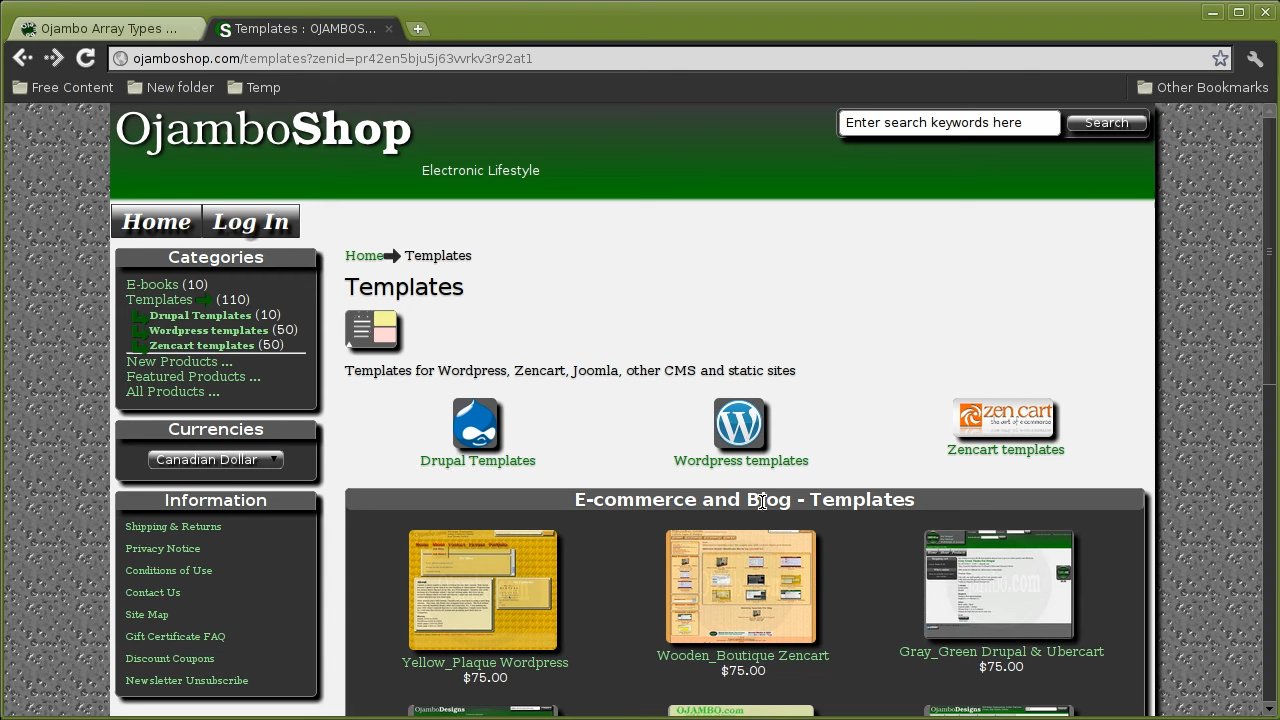 Ojambo Array Types ...
Templates : OJAMBOS...
ojamboshop.com/templates?zenid=pr42en5bju5j63vvrkv3r92at1
Free Content
New folder
Temp
Other Bookmarks
OjamboShop
Electronic Lifestyle
Enter search keywords here
Search
Home
Log In
Categories
E-books (10)
Templates (110)
Drupal Templates (10)
Wordpress templates (50)
Zencart templates (50)
New Products ...
Featured Products ...
All Products ...
Currencies
Canadian Dollar
Information
Shipping & Returns
Privacy Notice
Conditions of Use
Contact Us
Site Map
Gift Certificate FAQ
Discount Coupons
Newsletter Unsubscribe
Home Templates
Templates
Templates for Wordpress, Zencart, Joomla, other CMS and static sites
Drupal Templates
Wordpress templates
zen cart
the art of e-commerce
Zencart templates
E-commerce and Blog - Templates
Yellow_Plaque Wordpress
$75.00
Wooden_Boutique Zencart
$75.00
Gray_Green Drupal & Ubercart
$75.00
OjamboDesigns
OJAMBO.com
OjamboDesigns